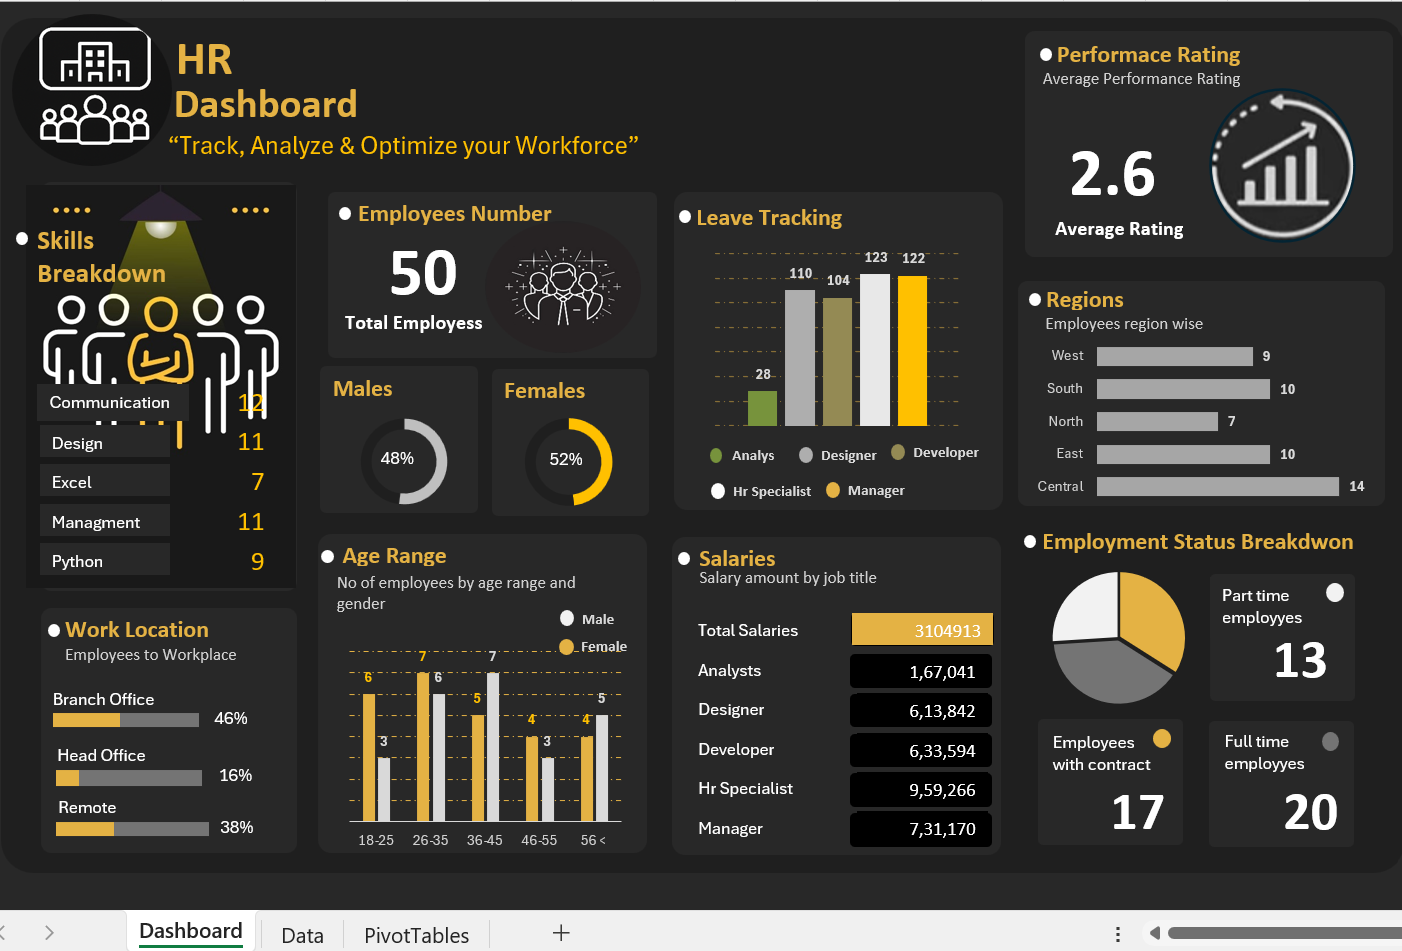 HR
Dashboard
“Track, Analyze & Optimize your Workforce”
Performace Rating
Average Performance Rating
2.6
Average Rating
Skills
Breakdown
Communication 12
Design 11
Excel 7
Managment 11
Python 9
Employees Number
50
Total Employess
Males
48%
Females
52%
Leave Tracking
28
110
104
123
122
Analys
Designer
Developer
Hr Specialist
Manager
Regions
Employees region wise
West 9
South 10
North 7
East 10
Central 14
Work Location
Employees to Workplace
Branch Office
46%
Head Office
16%
Remote
38%
Age Range
No of employees by age range and
gender
Male
Female
6 3
7 6
5 7
4 3
4 5
18-25 26-35 36-45 46-55 56 <
Salaries
Salary amount by job title
Total Salaries 3104913
Analysts 1,67,041
Designer 6,13,842
Developer 6,33,594
Hr Specialist 9,59,266
Manager 7,31,170
Employment Status Breakdwon
Part time
employyes
13
Employees
with contract
17
Full time
employyes
20
Dashboard Data PivotTables